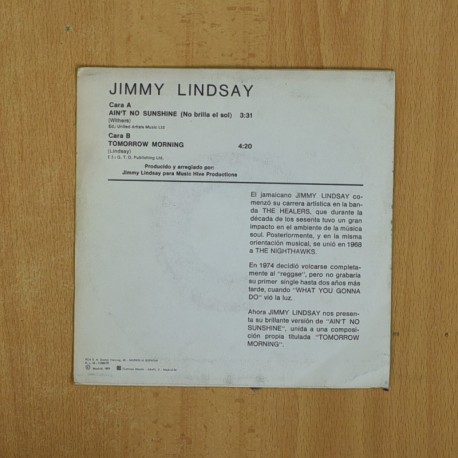 JIMMY LINDSAY
Cara A
AIN'T NO SUNSHINE (No brilla el sol) 3:31
(Withers)
Ed.: United Artists Music Ltd
Cara B
TOMORROW MORNING 4:20
(Lindsay)
G. T. O. Publishing Ltd.
Producido y arreglado por:
Jimmy Lindsay para Music Hive Productions
El jamaicano JIMMY LINDSAY co-
menzó su carrera artística en la ban-
da THE HEALERS, que durante la
década de los sesenta tuvo un gran
impacto en el ambiente de la música
soul. Posteriormente, y en la misma
orientación musical, se unió en 1968
a THE NIGHTHAWKS.
En 1974 decidió volcarse completa-
mente al "reggae", pero no grabaría
su primer single hasta dos años más
tarde, cuando "WHAT YOU GONNA
DO" vió la luz.
Ahora JIMMY LINDSAY nos presen-
ta su brillante versión de "AIN'T NO
SUNSHINE", unida a una composi-
ción propia titulada "TOMORROW
MORNING".